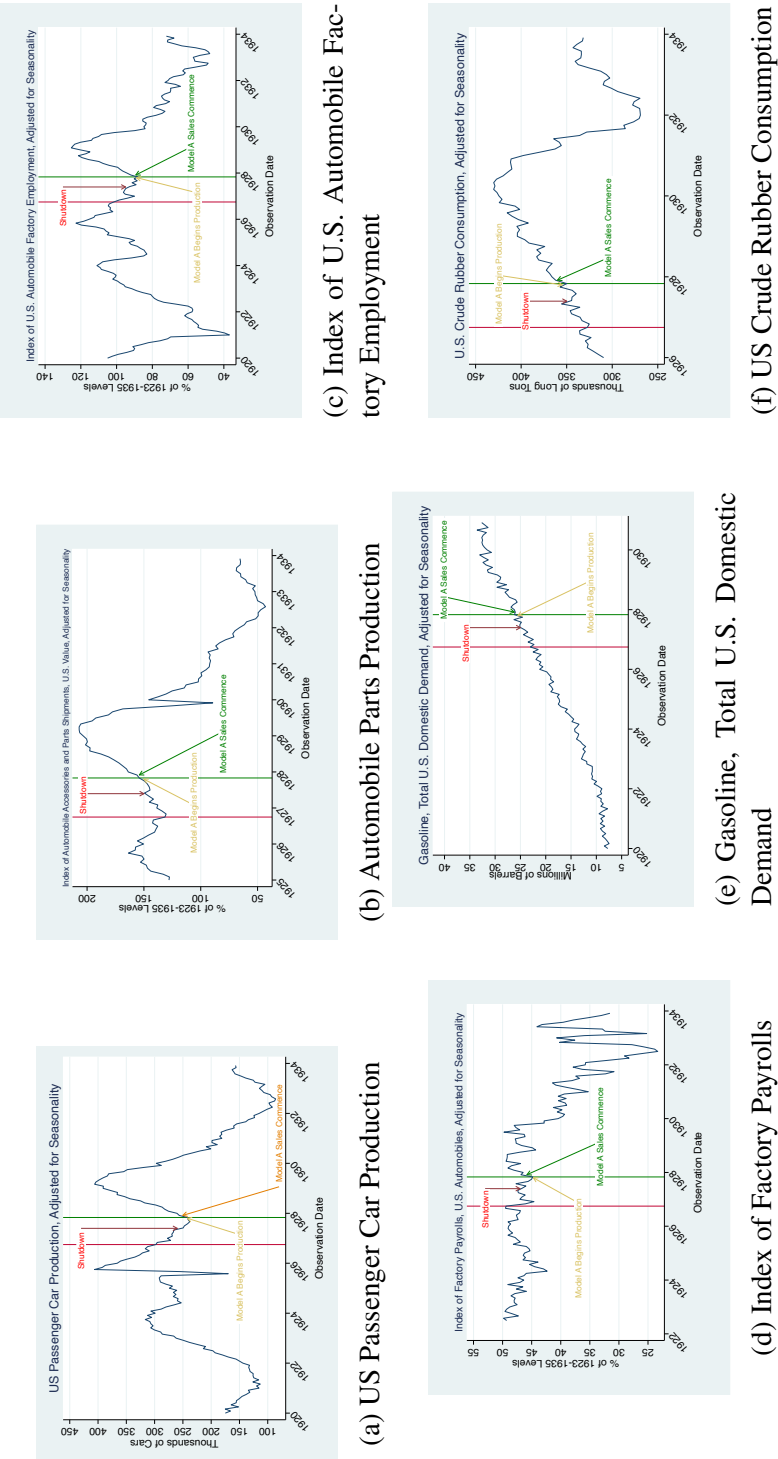 US Passenger Car Production, Adjusted for Seasonality
Thousands of Cars
450
400
350
300
250
200
150
100
Shutdown
Model A Begins Production
Model A Sales Commence
1920
1922
1924
1926
1928
1930
1932
1934
Observation Date
(a) US Passenger Car Production
Index of Automobile Accessories and Parts Shipments, U.S. Value, Adjusted for Seasonality
% of 1923-1935 Levels
200
150
100
50
Shutdown
Model A Begins Production
Model A Sales Commence
1925
1926
1927
1928
1929
1930
1931
1932
1933
1934
Observation Date
(b) Automobile Parts Production
Index of U.S. Automobile Factory Employment, Adjusted for Seasonality
% of 1923-1935 Levels
140
120
100
80
60
40
Shutdown
Model A Begins Production
Model A Sales Commence
1920
1922
1924
1926
1928
1930
1932
1934
Observation Date
(c) Index of U.S. Automobile Fac-
tory Employment
Index of Factory Payrolls, U.S. Automobiles, Adjusted for Seasonality
% of 1923-1935 Levels
55
50
45
40
35
30
25
Shutdown
Model A Begins Production
Model A Sales Commence
1922
1924
1926
1928
1930
1932
1934
Observation Date
(d) Index of Factory Payrolls
Gasoline, Total U.S. Domestic Demand, Adjusted for Seasonality
Millions of Barrels
40
35
30
25
20
15
10
5
Shutdown
Model A Sales Commence
Model A Begins Production
1920
1922
1924
1926
1928
1930
Observation Date
(e) Gasoline, Total U.S. Domestic
Demand
U.S. Crude Rubber Consumption, Adjusted for Seasonality
Thousands of Long Tons
450
400
350
300
250
Model A Begins Production
Shutdown
Model A Sales Commence
1926
1928
1930
1932
1934
Observation Date
(f) US Crude Rubber Consumption